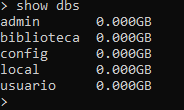 > show dbs
admin       0.000GB
biblioteca  0.000GB
config      0.000GB
local       0.000GB
usuario     0.000GB
>